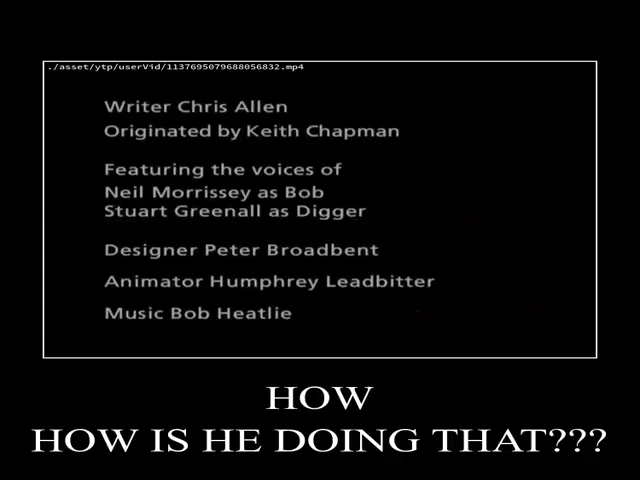 ./asset/ytp/userVid/1137695079688056832.mp4
Writer Chris Allen
Originated by Keith Chapman
Featuring the voices of
Neil Morrissey as Bob
Stuart Greenall as Digger
Designer Peter Broadbent
Animator Humphrey Leadbitter
Music Bob Heatlie
HOW
HOW IS HE DOING THAT???